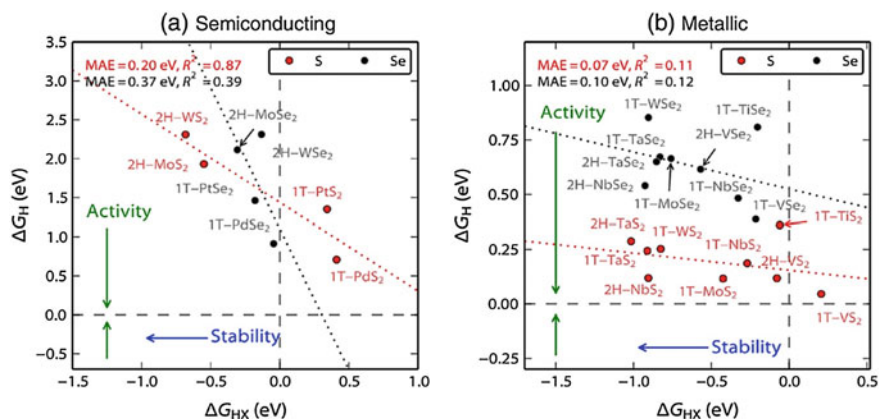 (a) Semiconducting
MAE = 0.20 eV, R² = 0.87
MAE = 0.37 eV, R² = 0.39
S Se
2H−WS₂
2H−MoSe₂
2H−MoS₂
2H−WSe₂
1T−PtSe₂
1T−PtS₂
1T−PdSe₂
1T−PdS₂
Activity
Stability
3.5
3.0
2.5
2.0
1.5
1.0
0.5
0.0
−0.5
−1.5 −1.0 −0.5 0.0 0.5 1.0
ΔG_H (eV)
ΔG_HX (eV)
(b) Metallic
MAE = 0.07 eV, R² = 0.11
MAE = 0.10 eV, R² = 0.12
S Se
1T−WSe₂
1T−TiSe₂
1T−TaSe₂
2H−VSe₂
2H−TaSe₂
2H−NbSe₂
1T−MoSe₂
1T−NbSe₂
1T−VSe₂
1T−TiS₂
2H−TaS₂
1T−WS₂
1T−NbS₂
1T−TaS₂
2H−VS₂
2H−NbS₂
1T−MoS₂
1T−VS₂
Activity
Stability
1.00
0.75
0.50
0.25
0.00
−0.25
−1.5 −1.0 −0.5 0.0 0.5
ΔG_H (eV)
ΔG_HX (eV)